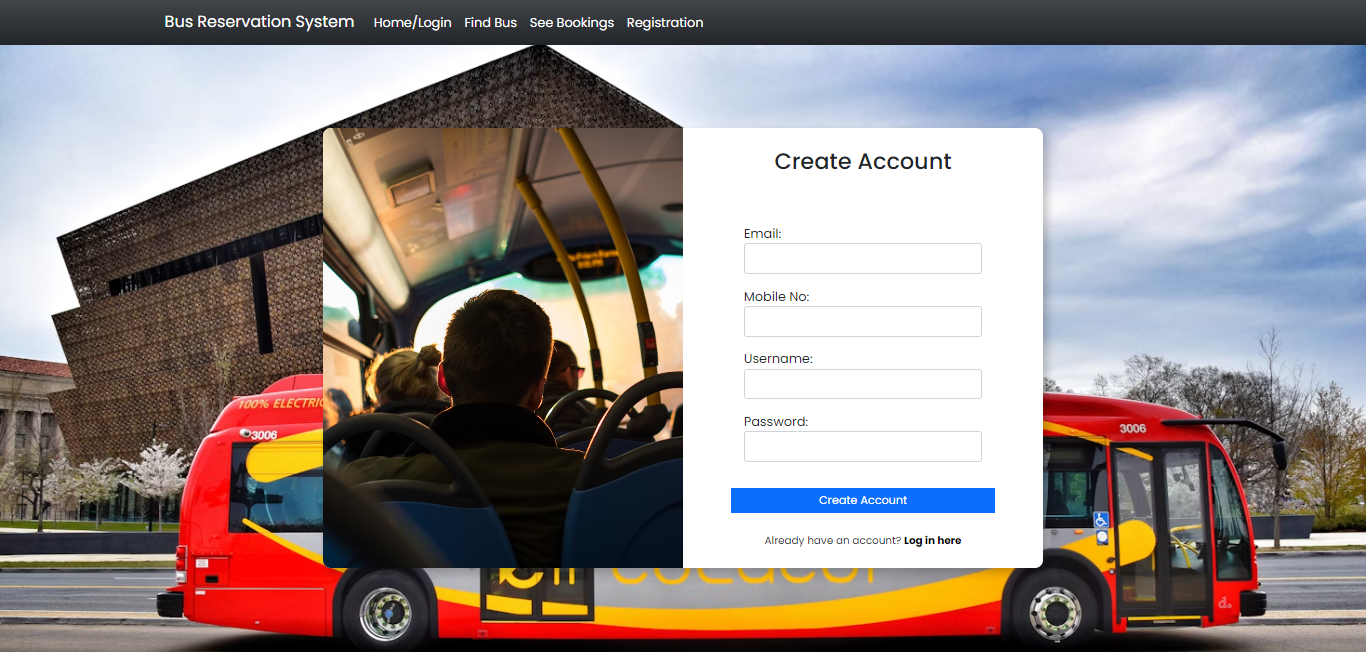 Bus Reservation System Home/Login Find Bus See Bookings Registration
Create Account
Email:
Mobile No:
Username:
Password:
Create Account
Already have an account? Log in here
100% ELECTRI
3006
3006
d.